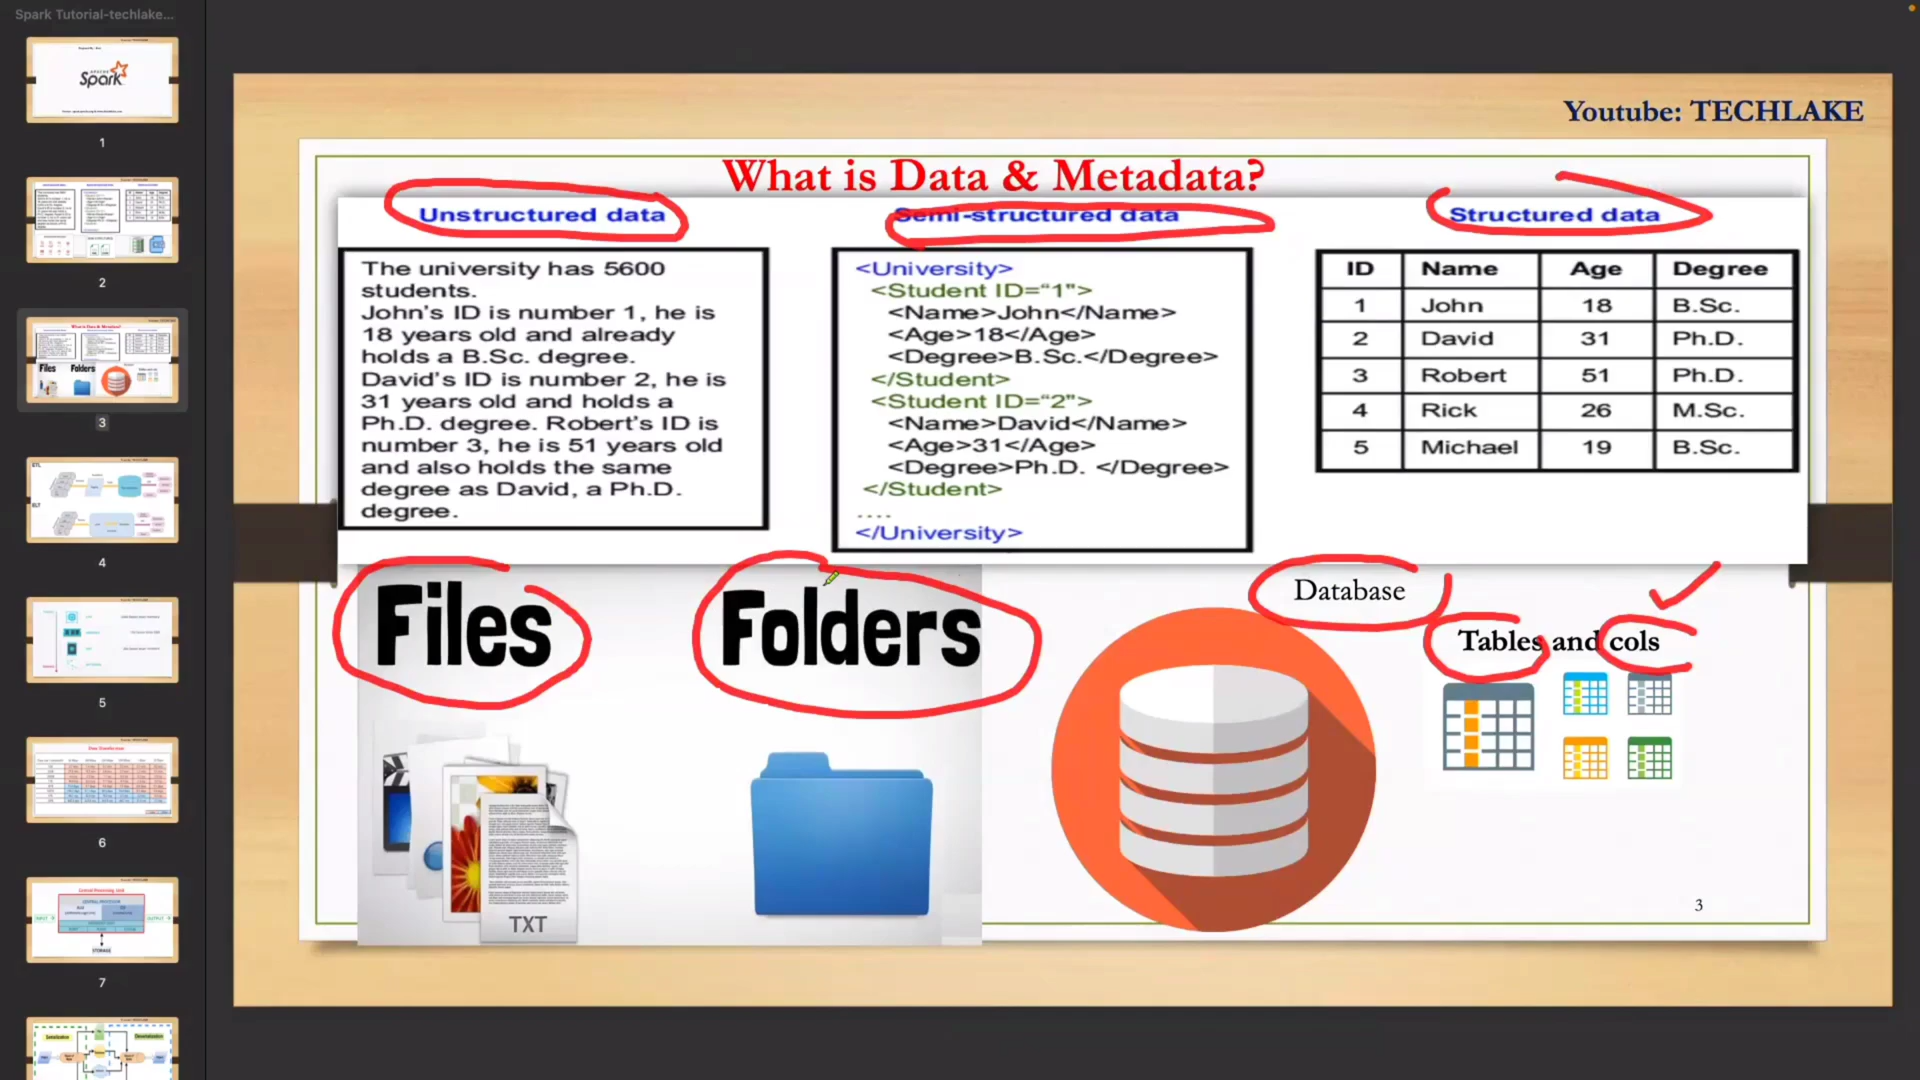 Spark Tutorial-techlake...
APACHE
Spark
1
2
3
4
5
6
7
Youtube: TECHLAKE
What is Data & Metadata?
Unstructured data
The university has 5600
students.
John's ID is number 1, he is
18 years old and already
holds a B.Sc. degree.
David's ID is number 2, he is
31 years old and holds a
Ph.D. degree. Robert's ID is
number 3, he is 51 years old
and also holds the same
degree as David, a Ph.D.
degree.
Semi-structured data
<University>
<Student ID="1">
<Name>John</Name>
<Age>18</Age>
<Degree>B.Sc.</Degree>
</Student>
<Student ID="2">
<Name>David</Name>
<Age>31</Age>
<Degree>Ph.D. </Degree>
</Student>
....
</University>
Structured data
ID Name Age Degree
1 John 18 B.Sc.
2 David 31 Ph.D.
3 Robert 51 Ph.D.
4 Rick 26 M.Sc.
5 Michael 19 B.Sc.
Files
Folders
Database
Tables and cols
TXT
3